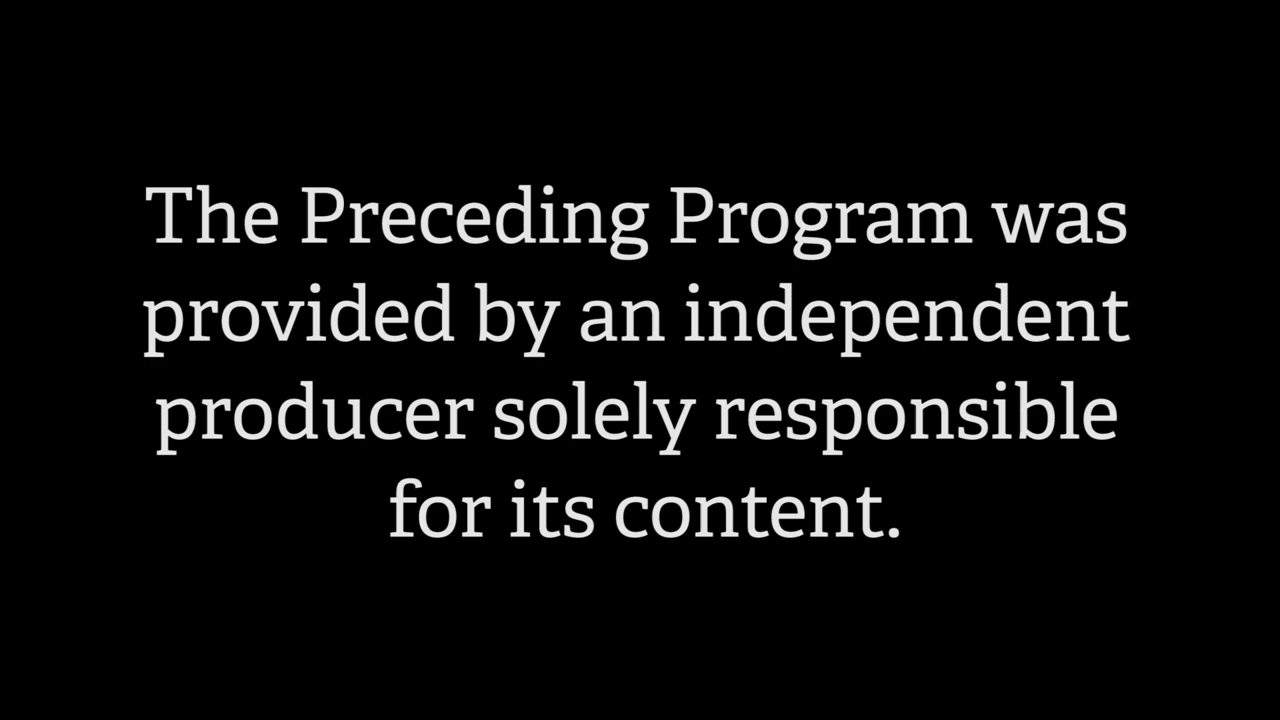 The Preceding Program was
provided by an independent
producer solely responsible
for its content.